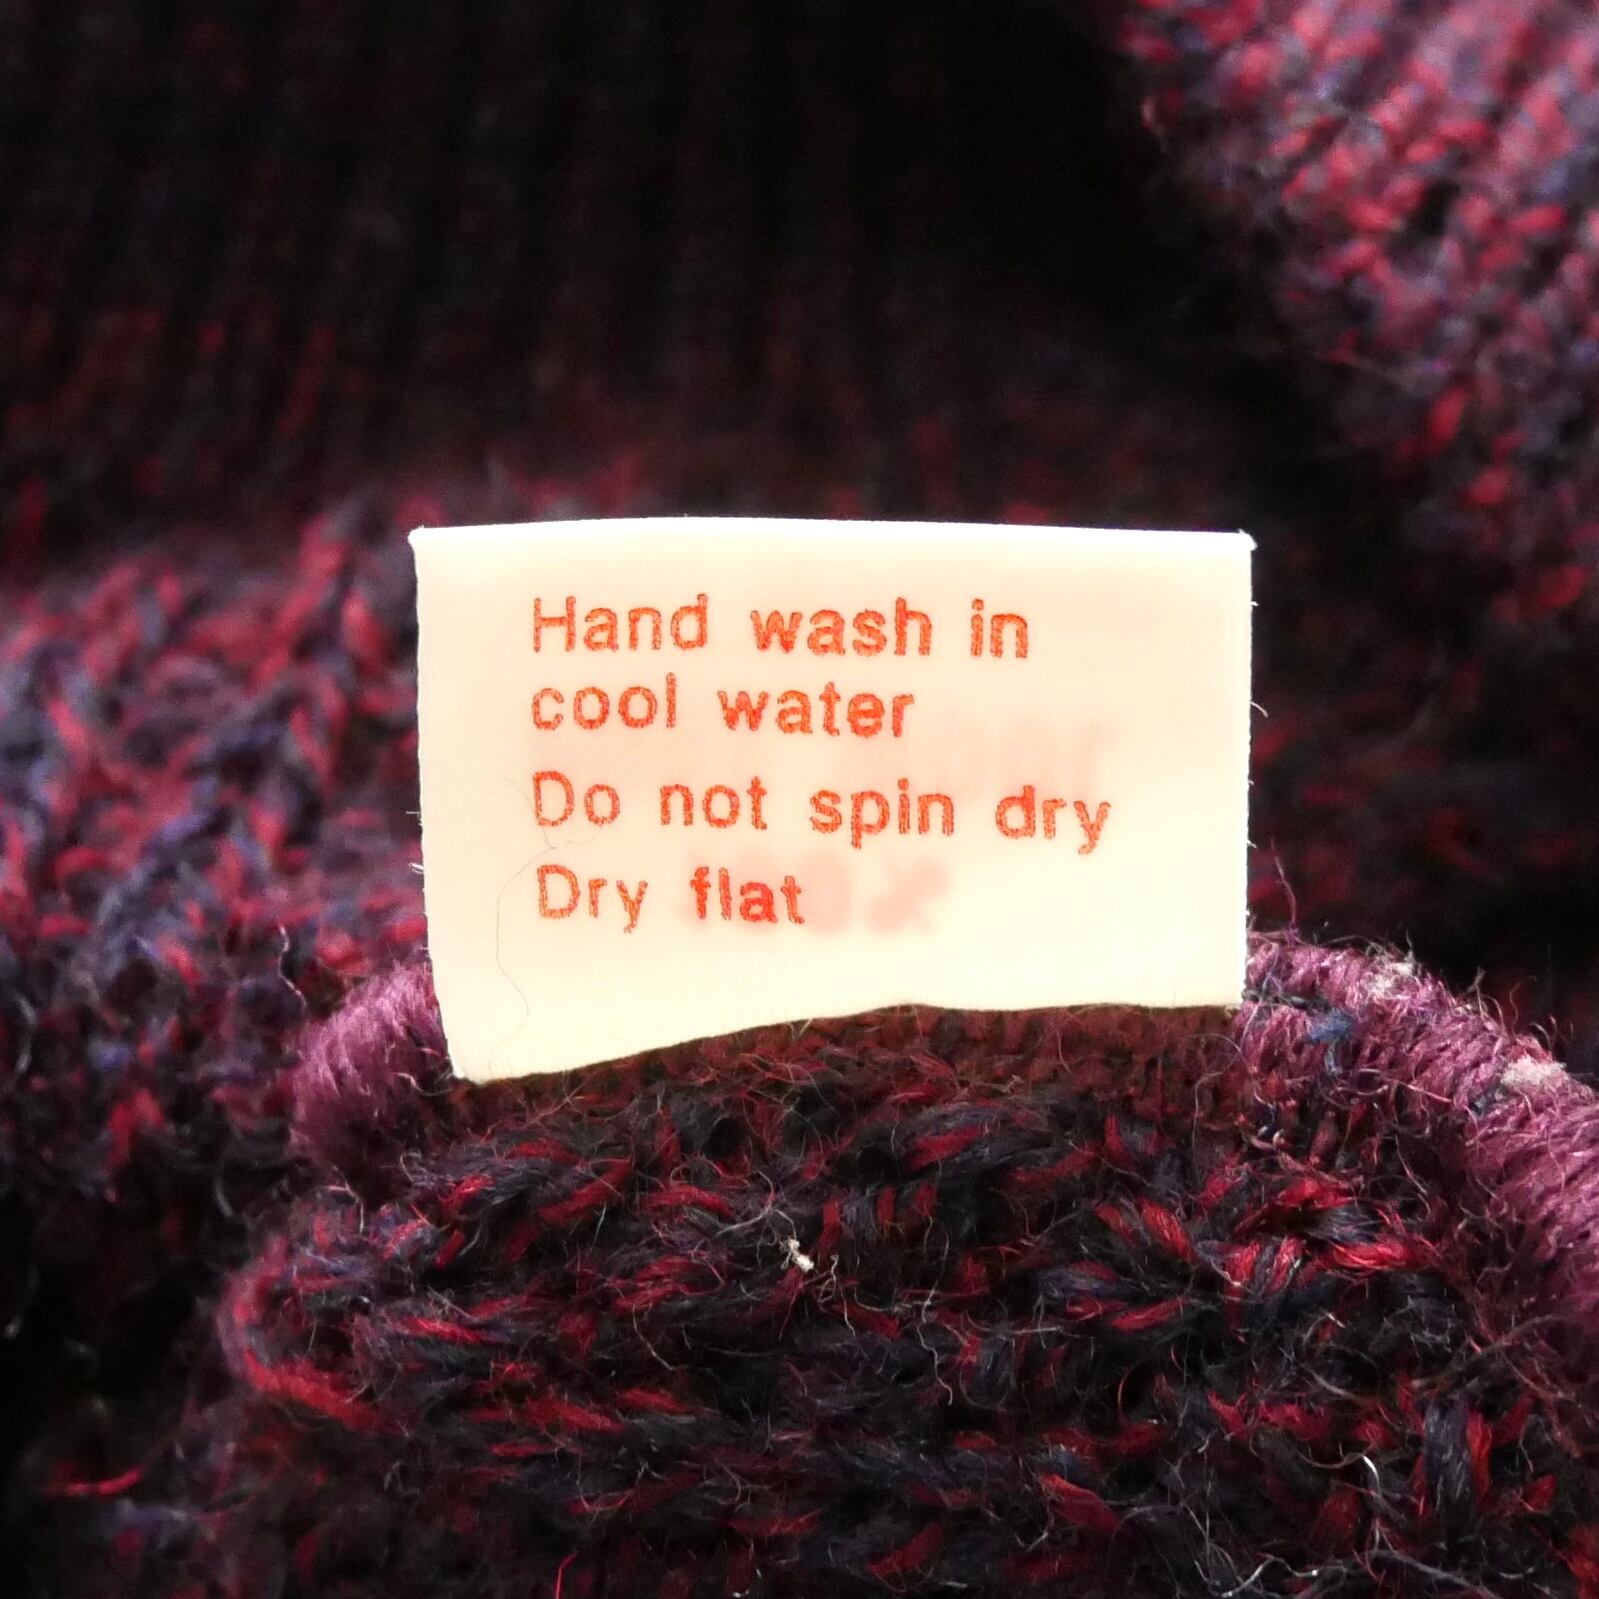 Hand wash in
cool water
Do not spin dry
Dry flat